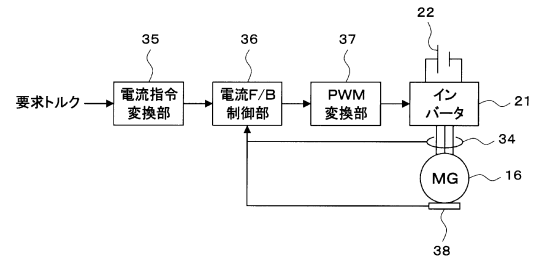 22
35
36
37
要求トルク
電流指令
変換部
電流F/B
制御部
PWM
変換部
イン
バータ
21
34
MG
16
38